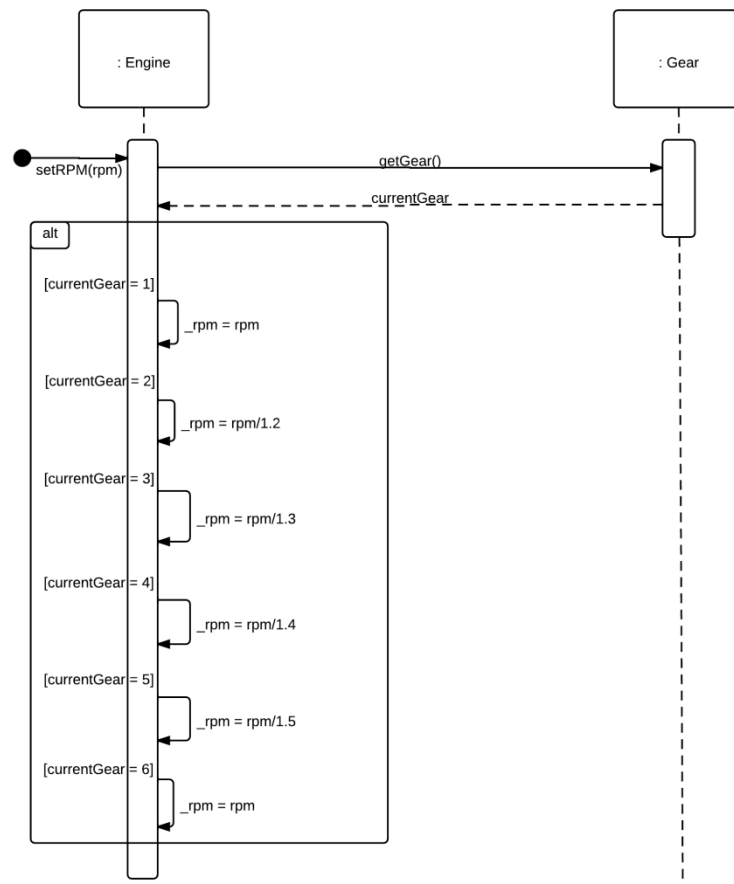 : Engine
: Gear
setRPM(rpm)
getGear()
currentGear
alt
[currentGear = 1]
_rpm = rpm
[currentGear = 2]
_rpm = rpm/1.2
[currentGear = 3]
_rpm = rpm/1.3
[currentGear = 4]
_rpm = rpm/1.4
[currentGear = 5]
_rpm = rpm/1.5
[currentGear = 6]
_rpm = rpm